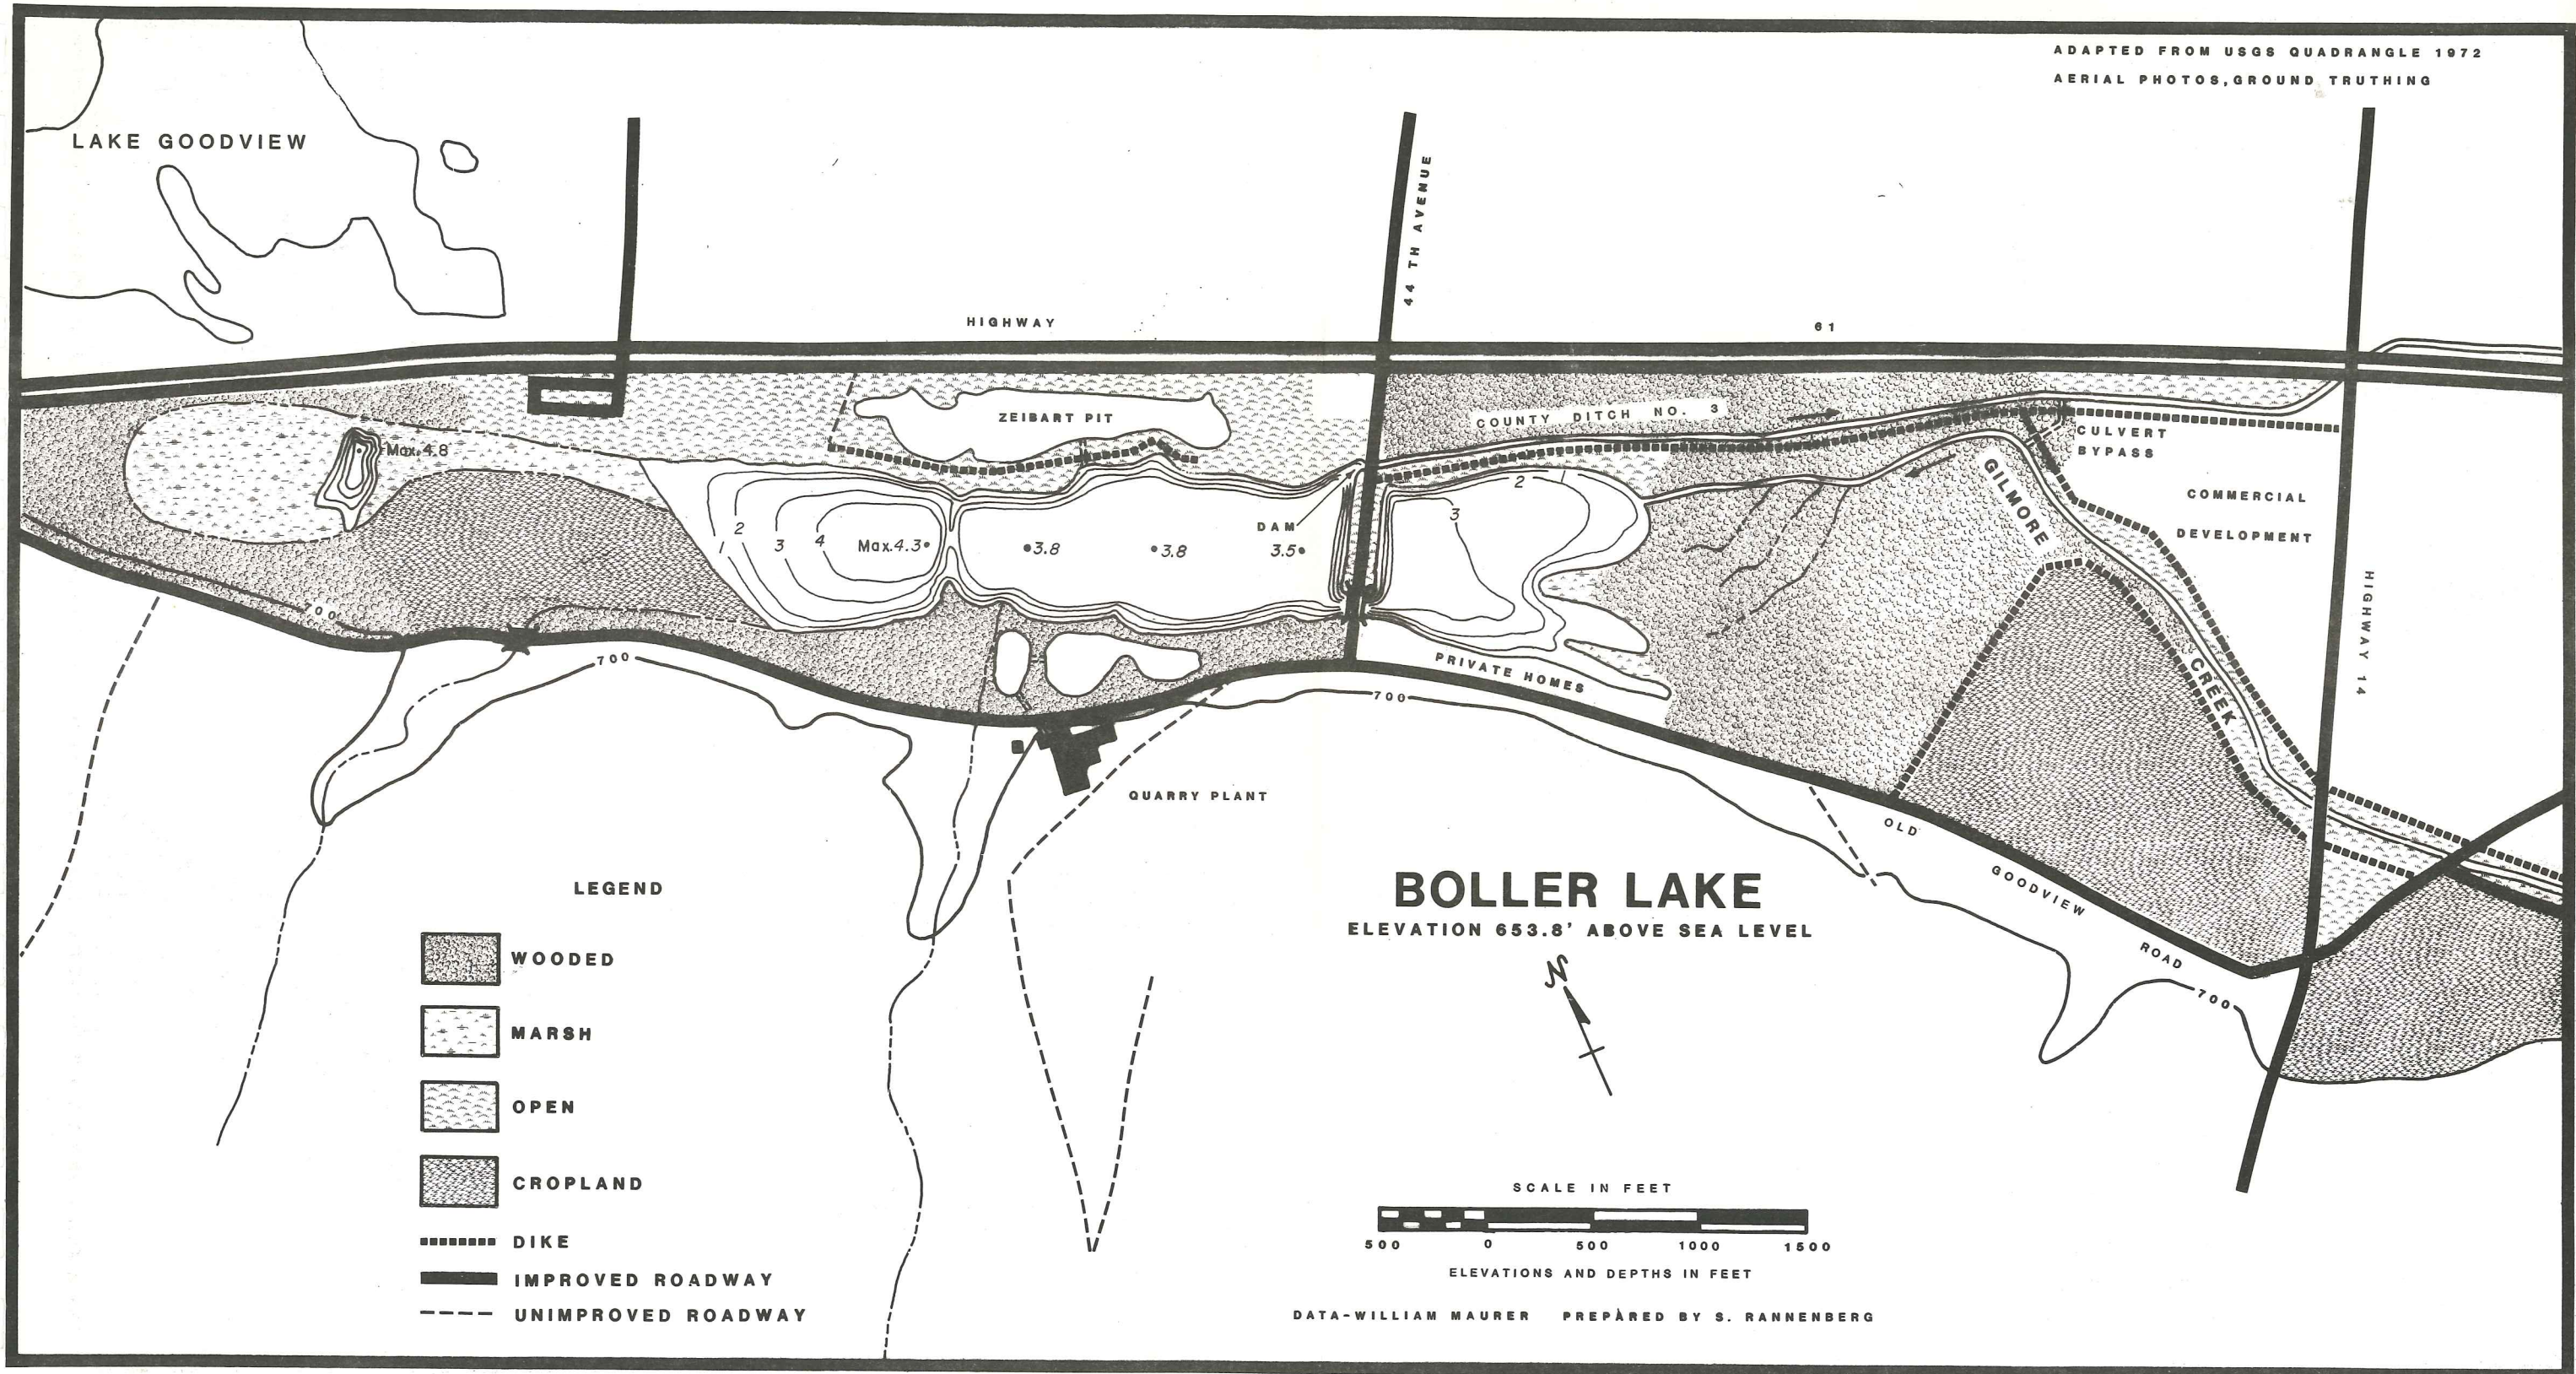 ADAPTED FROM USGS QUADRANGLE 1972
AERIAL PHOTOS, GROUND TRUTHING
LAKE GOODVIEW
44 TH AVENUE
HIGHWAY
61
ZEIBART PIT
COUNTY DITCH NO. 3
CULVERT
BYPASS
Max. 4.8
2
1
GILMORE
CREEK
COMMERCIAL
DEVELOPMENT
3
DAM
1
2
3
4
Max. 4.3
3.8
3.8
3.5
700
700
PRIVATE HOMES
700
HIGHWAY 14
QUARRY PLANT
OLD
GOODVIEW
ROAD
700
BOLLER LAKE
ELEVATION 653.8' ABOVE SEA LEVEL
N
LEGEND
WOODED
MARSH
OPEN
CROPLAND
DIKE
IMPROVED ROADWAY
UNIMPROVED ROADWAY
SCALE IN FEET
500 0 500 1000 1500
ELEVATIONS AND DEPTHS IN FEET
DATA-WILLIAM MAURER PREPARED BY S. RANNENBERG